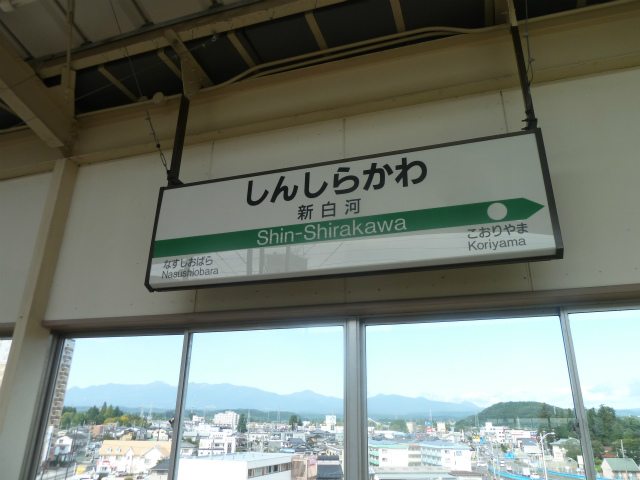 しんしらかわ
新白河
Shin-Shirakawa
なすしおばら
Nasushiobara
こおりやま
Koriyama